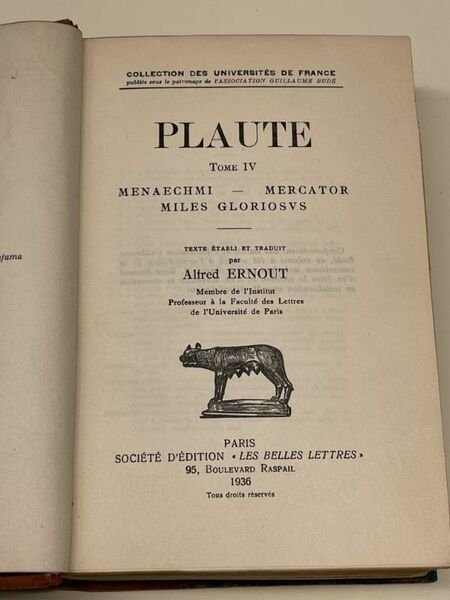 COLLECTION DES UNIVERSITÉS DE FRANCE
publiée sous le patronage de l'ASSOCIATION GUILLAUME BUDÉ
PLAUTE
TOME IV
MENAECHMI — MERCATOR
MILES GLORIOSVS
TEXTE ÉTABLI ET TRADUIT
par
Alfred ERNOUT
Membre de l'Institut
Professeur à la Faculté des Lettres
de l'Université de Paris
PARIS
SOCIÉTÉ D'ÉDITION « LES BELLES LETTRES »
95, BOULEVARD RASPAIL
1936
Tous droits réservés